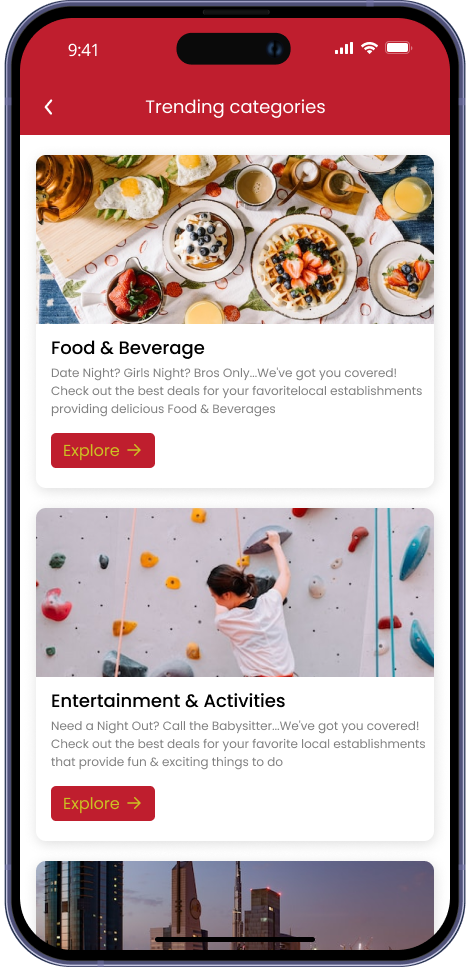 9:41
Trending categories
Food & Beverage
Date Night? Girls Night? Bros Only...We've got you covered!
Check out the best deals for your favoritelocal establishments
providing delicious Food & Beverages
Explore →
Entertainment & Activities
Need a Night Out? Call the Babysitter...We've got you covered!
Check out the best deals for your favorite local establishments
that provide fun & exciting things to do
Explore →